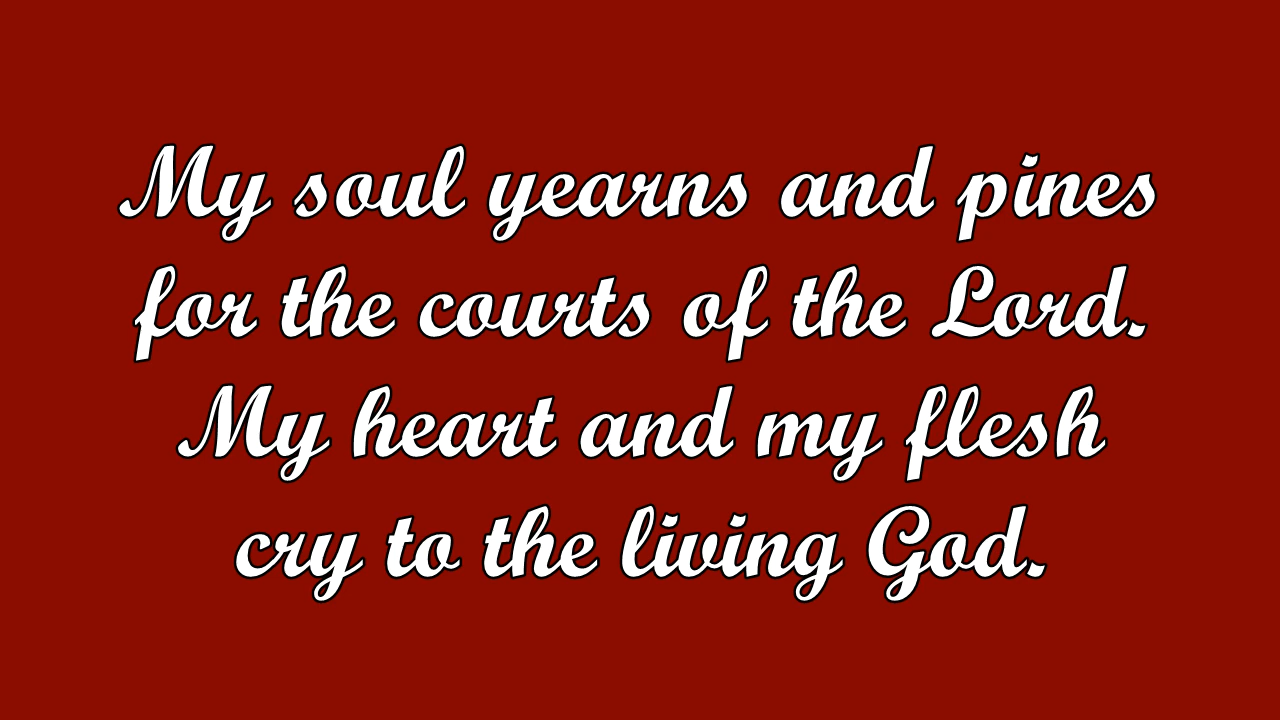 My soul yearns and pines
for the courts of the Lord.
My heart and my flesh
cry to the living God.